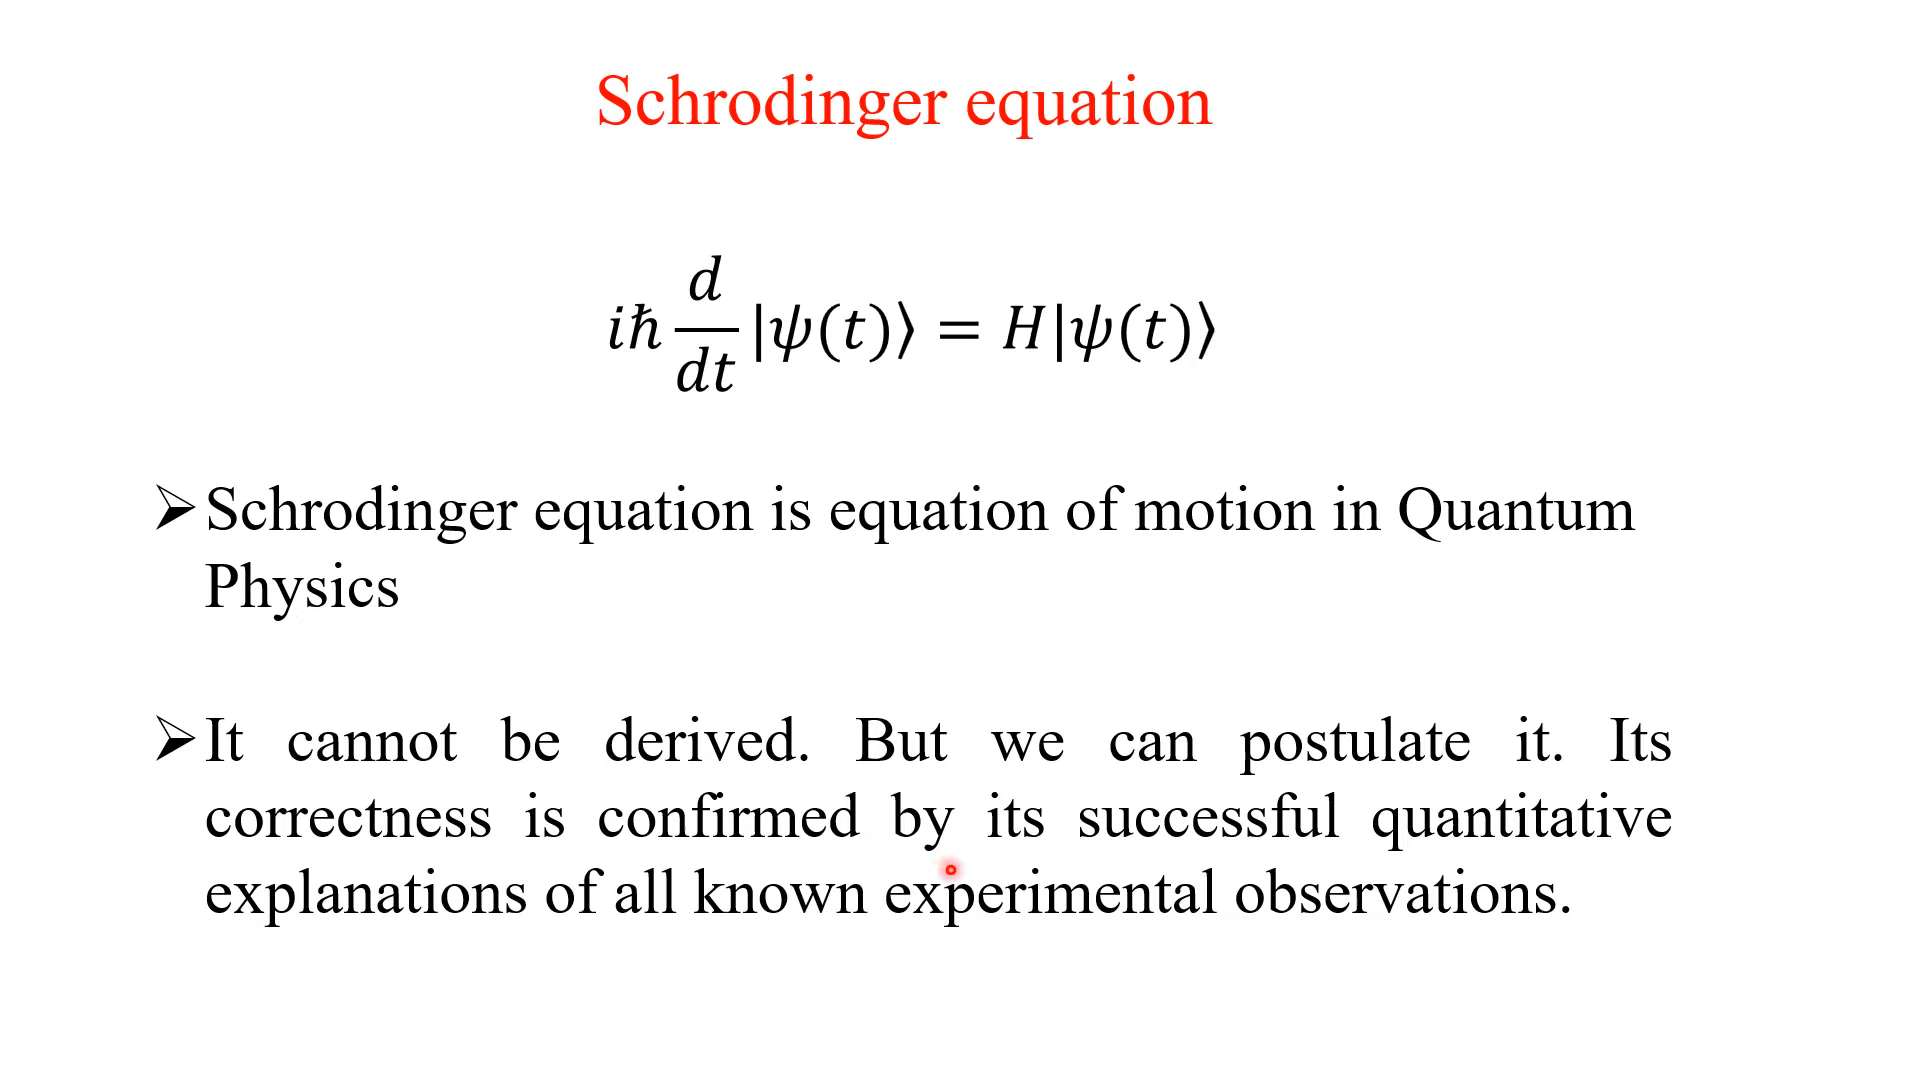 Schrodinger equation
iℏ d/dt |ψ(t)⟩ = H|ψ(t)⟩
➢Schrodinger equation is equation of motion in Quantum
Physics
➢It cannot be derived. But we can postulate it. Its
correctness is confirmed by its successful quantitative
explanations of all known experimental observations.